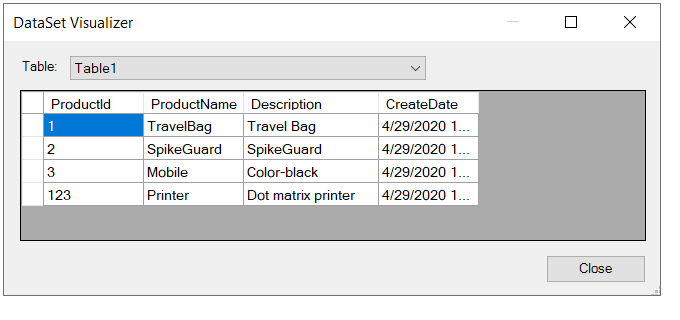 DataSet Visualizer
Table: Table1
ProductId ProductName Description CreateDate
1 TravelBag Travel Bag 4/29/2020 1...
2 SpikeGuard SpikeGuard 4/29/2020 1...
3 Mobile Color-black 4/29/2020 1...
123 Printer Dot matrix printer 4/29/2020 1...
Close